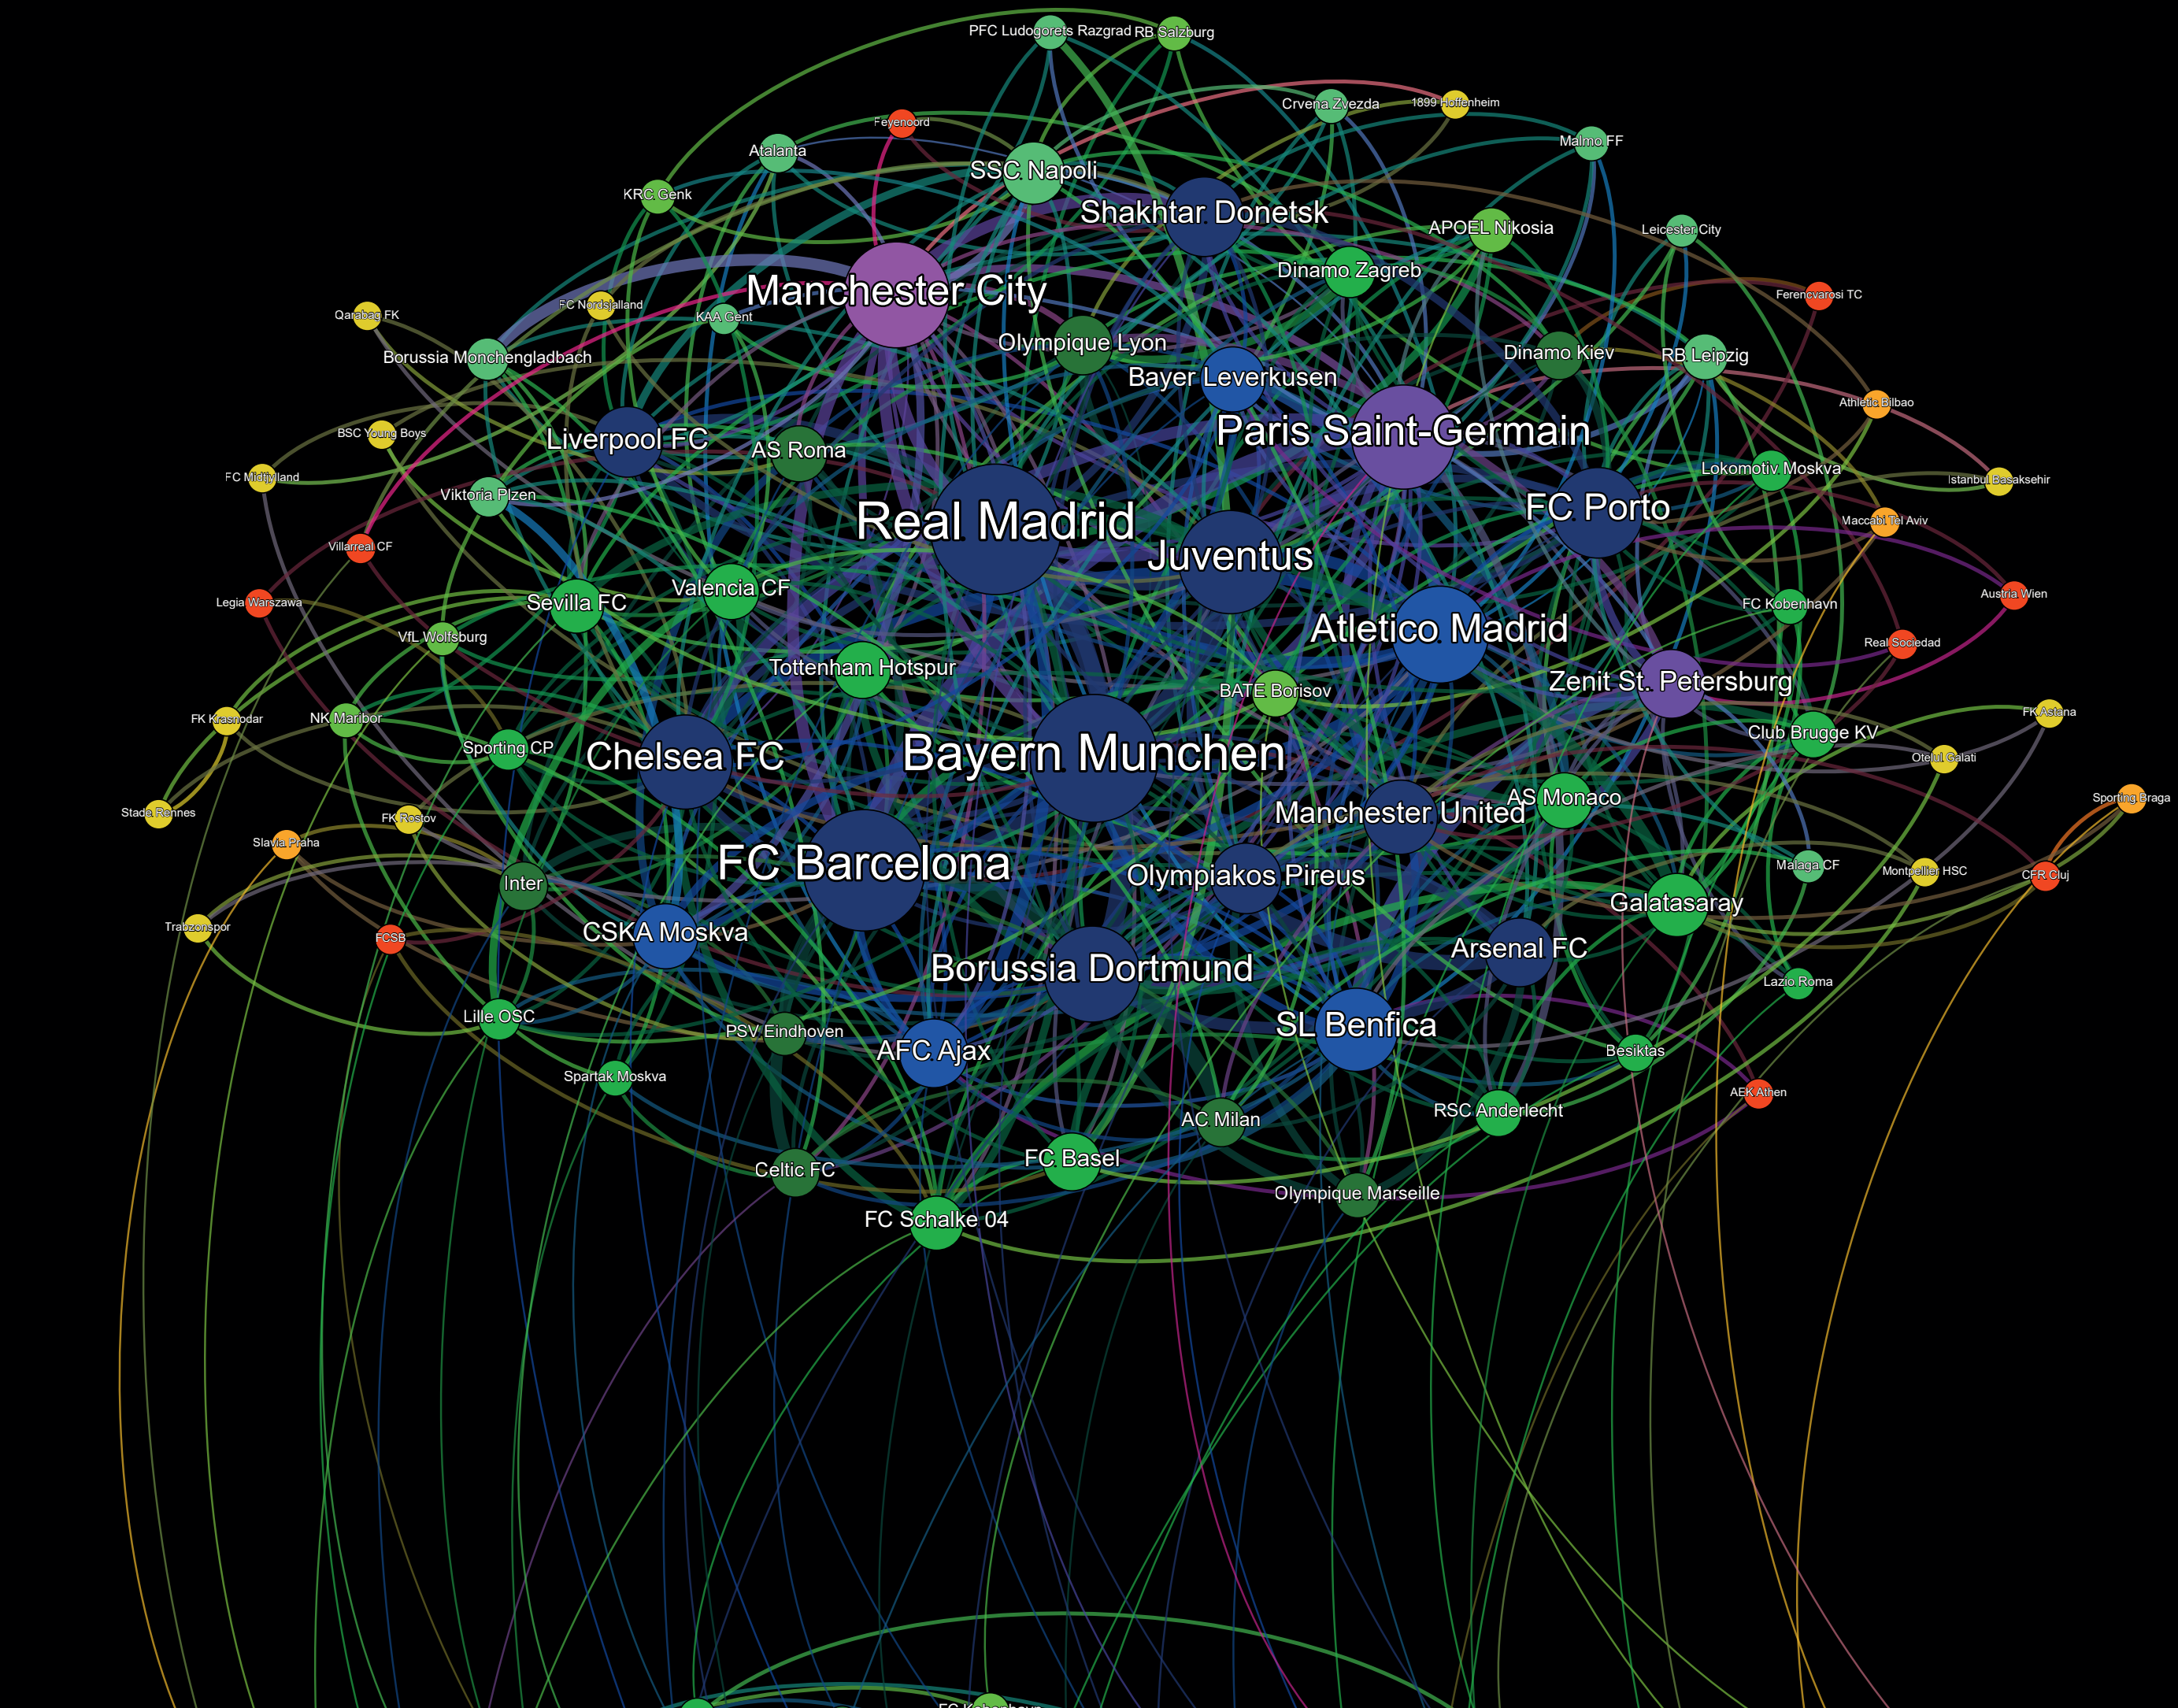 PFC Ludogorets Razgrad
RB Salzburg
Crvena Zvezda
1899 Hoffenheim
Feyenoord
Malmo FF
Atalanta
SSC Napoli
KRC Genk
Shakhtar Donetsk
APOEL Nikosia
Leicester City
Dinamo Zagreb
Manchester City
Ferencvarosi TC
FC Nordsjalland
Qarabag FK
KAA Gent
Olympique Lyon
Dinamo Kiev
RB Leipzig
Borussia Monchengladbach
Bayer Leverkusen
Athletic Bilbao
Paris Saint-Germain
BSC Young Boys
Liverpool FC
AS Roma
Lokomotiv Moskva
FC Midtjylland
Istanbul Basaksehir
Viktoria Plzen
FC Porto
Real Madrid
Maccabi Tel Aviv
Villarreal CF
Juventus
Valencia CF
Austria Wien
Legia Warszawa
Sevilla FC
FC Kobenhavn
Atletico Madrid
VfL Wolfsburg
Real Sociedad
Tottenham Hotspur
Zenit St. Petersburg
BATE Borisov
FK Astana
FK Krasnodar
NK Maribor
Club Brugge KV
Sporting CP
Chelsea FC
Bayern Munchen
Otelul Galati
AS Monaco
Sporting Braga
Stade Rennes
Manchester United
FK Rostov
Slavia Praha
FC Barcelona
Malaga CF
Montpellier HSC
Olympiakos Pireus
CFR Cluj
Inter
Galatasaray
Trabzonspor
CSKA Moskva
FCSB
Arsenal FC
Borussia Dortmund
Lazio Roma
Lille OSC
SL Benfica
PSV Eindhoven
AFC Ajax
Besiktas
Spartak Moskva
AEK Athen
RSC Anderlecht
AC Milan
FC Basel
Celtic FC
Olympique Marseille
FC Schalke 04